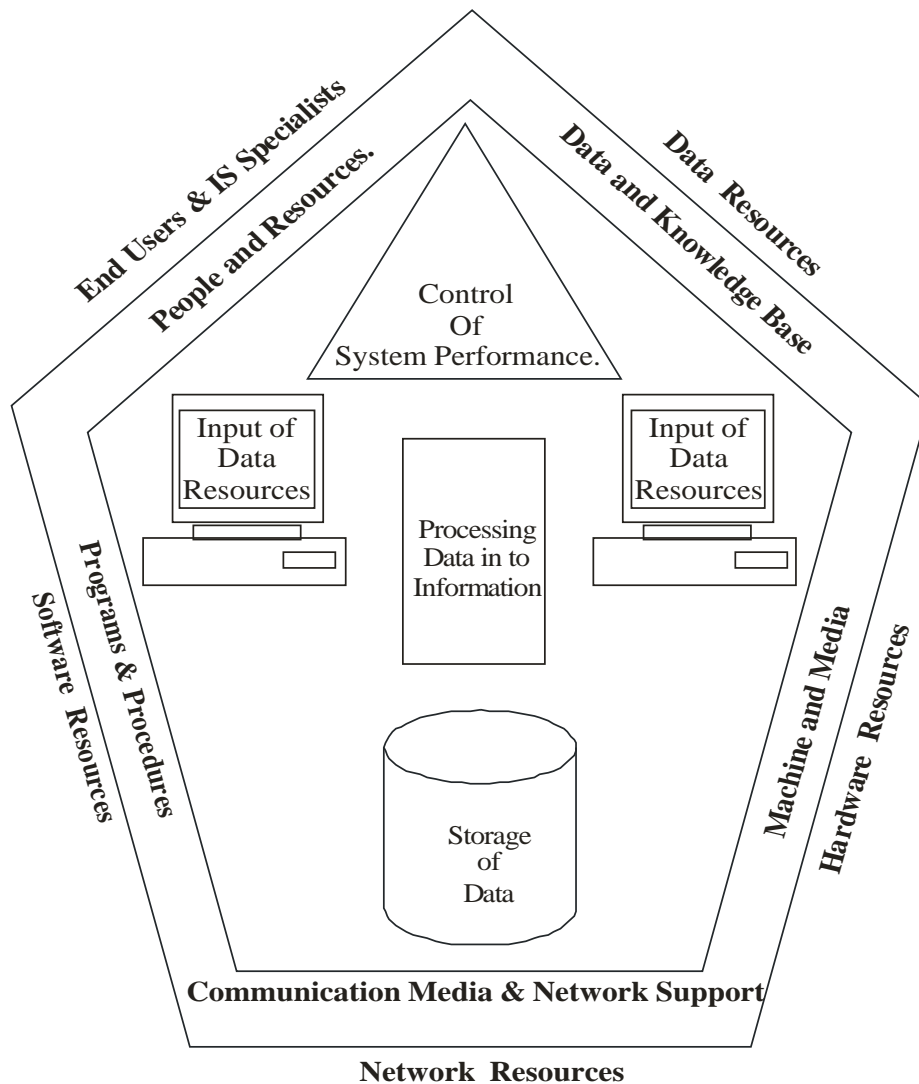 End Users & IS Specialists
People and Resources.
Data Resources
Data and Knowledge Base
Control
Of
System Performance.
Input of
Data
Resources
Input of
Data
Resources
Processing
Data in to
Information
Programs & Procedures
Software Resources
Machine and Media
Hardware Resources
Storage
of
Data
Communication Media & Network Support
Network Resources